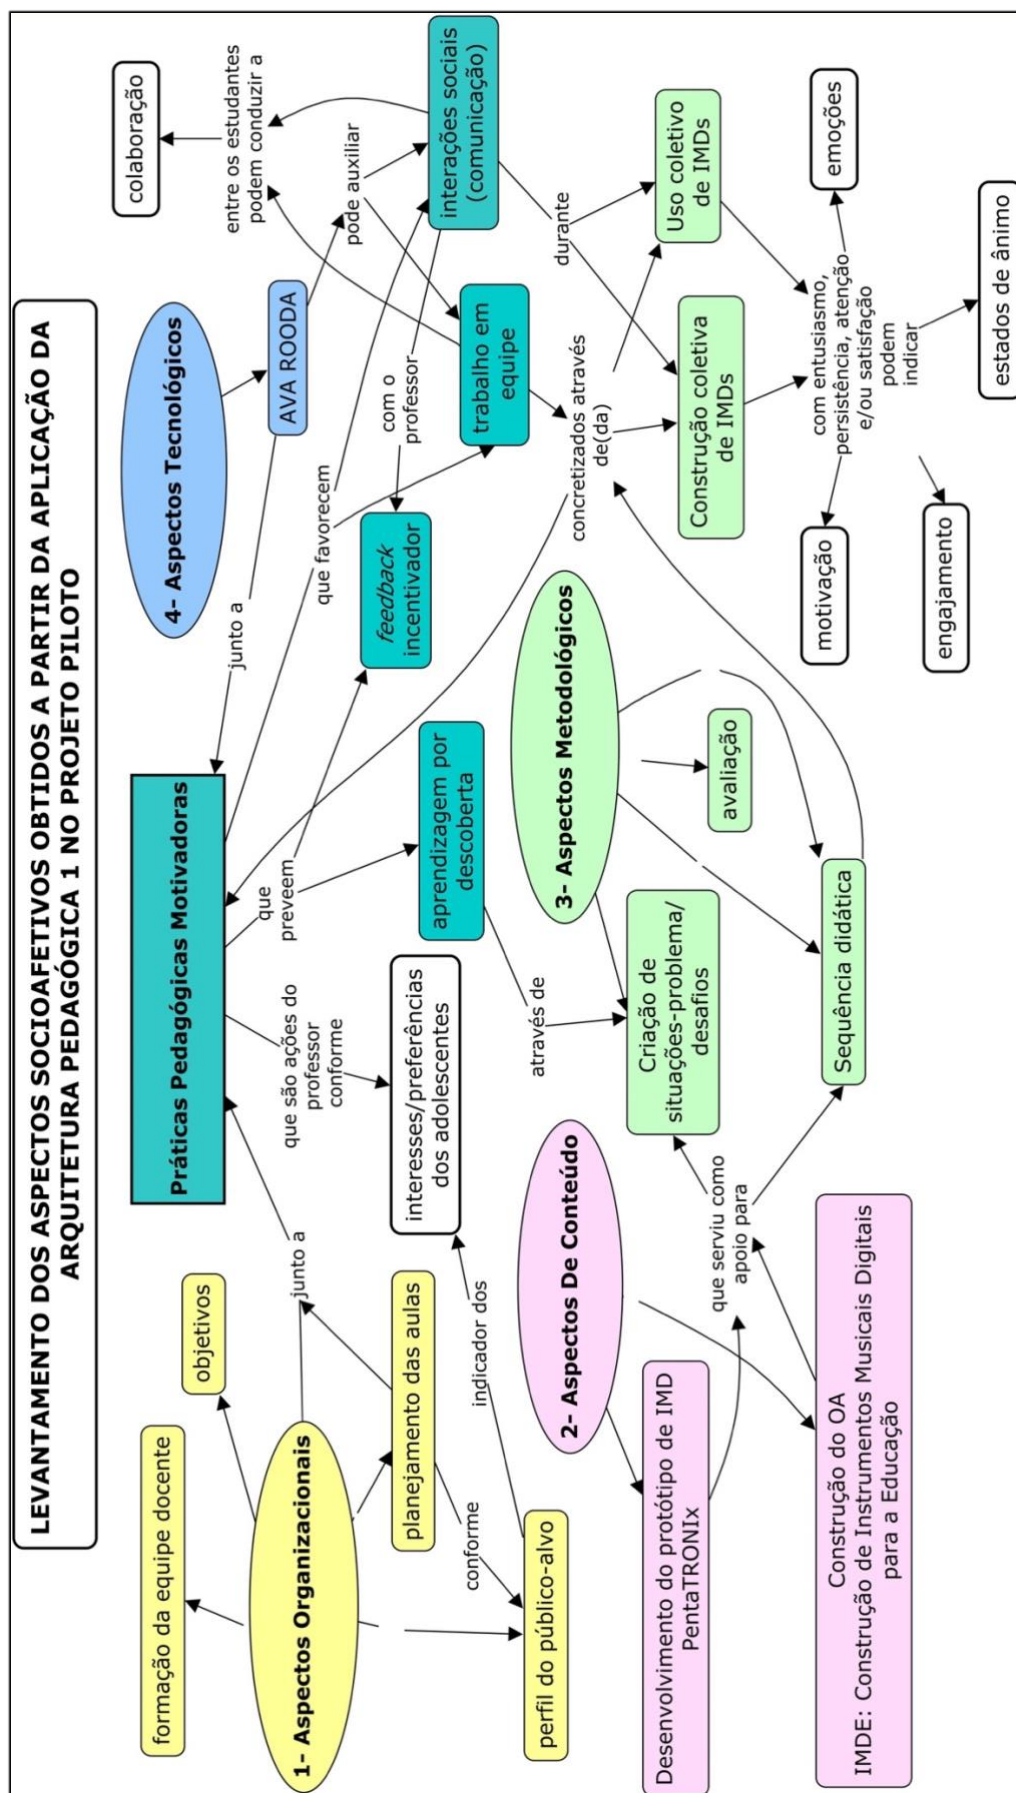 LEVANTAMENTO DOS ASPECTOS SOCIOAFETIVOS OBTIDOS A PARTIR DA APLICAÇÃO DA
ARQUITETURA PEDAGÓGICA 1 NO PROJETO PILOTO
formação da equipe docente
objetivos
1- Aspectos Organizacionais
junto a
planejamento das aulas
conforme
perfil do público-alvo
indicador dos
Práticas Pedagógicas Motivadoras
que são ações do
professor
conforme
interesses/preferências
dos adolescentes
que
preveem
aprendizagem por
descoberta
através de
feedback
incentivador
que favorecem
junto a
4- Aspectos Tecnológicos
AVA ROODA
pode auxiliar
colaboração
entre os estudantes
podem conduzir a
interações sociais
(comunicação)
com o
professor
trabalho em
equipe
durante
concretizados através
de(da)
2- Aspectos De Conteúdo
Desenvolvimento do protótipo de IMD
PentaTRONIx
que serviu como
apoio para
Construção do OA
IMDE: Construção de Instrumentos Musicais Digitais
para a Educação
3- Aspectos Metodológicos
Criação de
situações-problema/
desafios
avaliação
Sequência didática
Construção coletiva
de IMDs
Uso coletivo
de IMDs
com entusiasmo,
persistência, atenção
e/ou satisfação
podem
indicar
motivação
emoções
engajamento
estados de ânimo